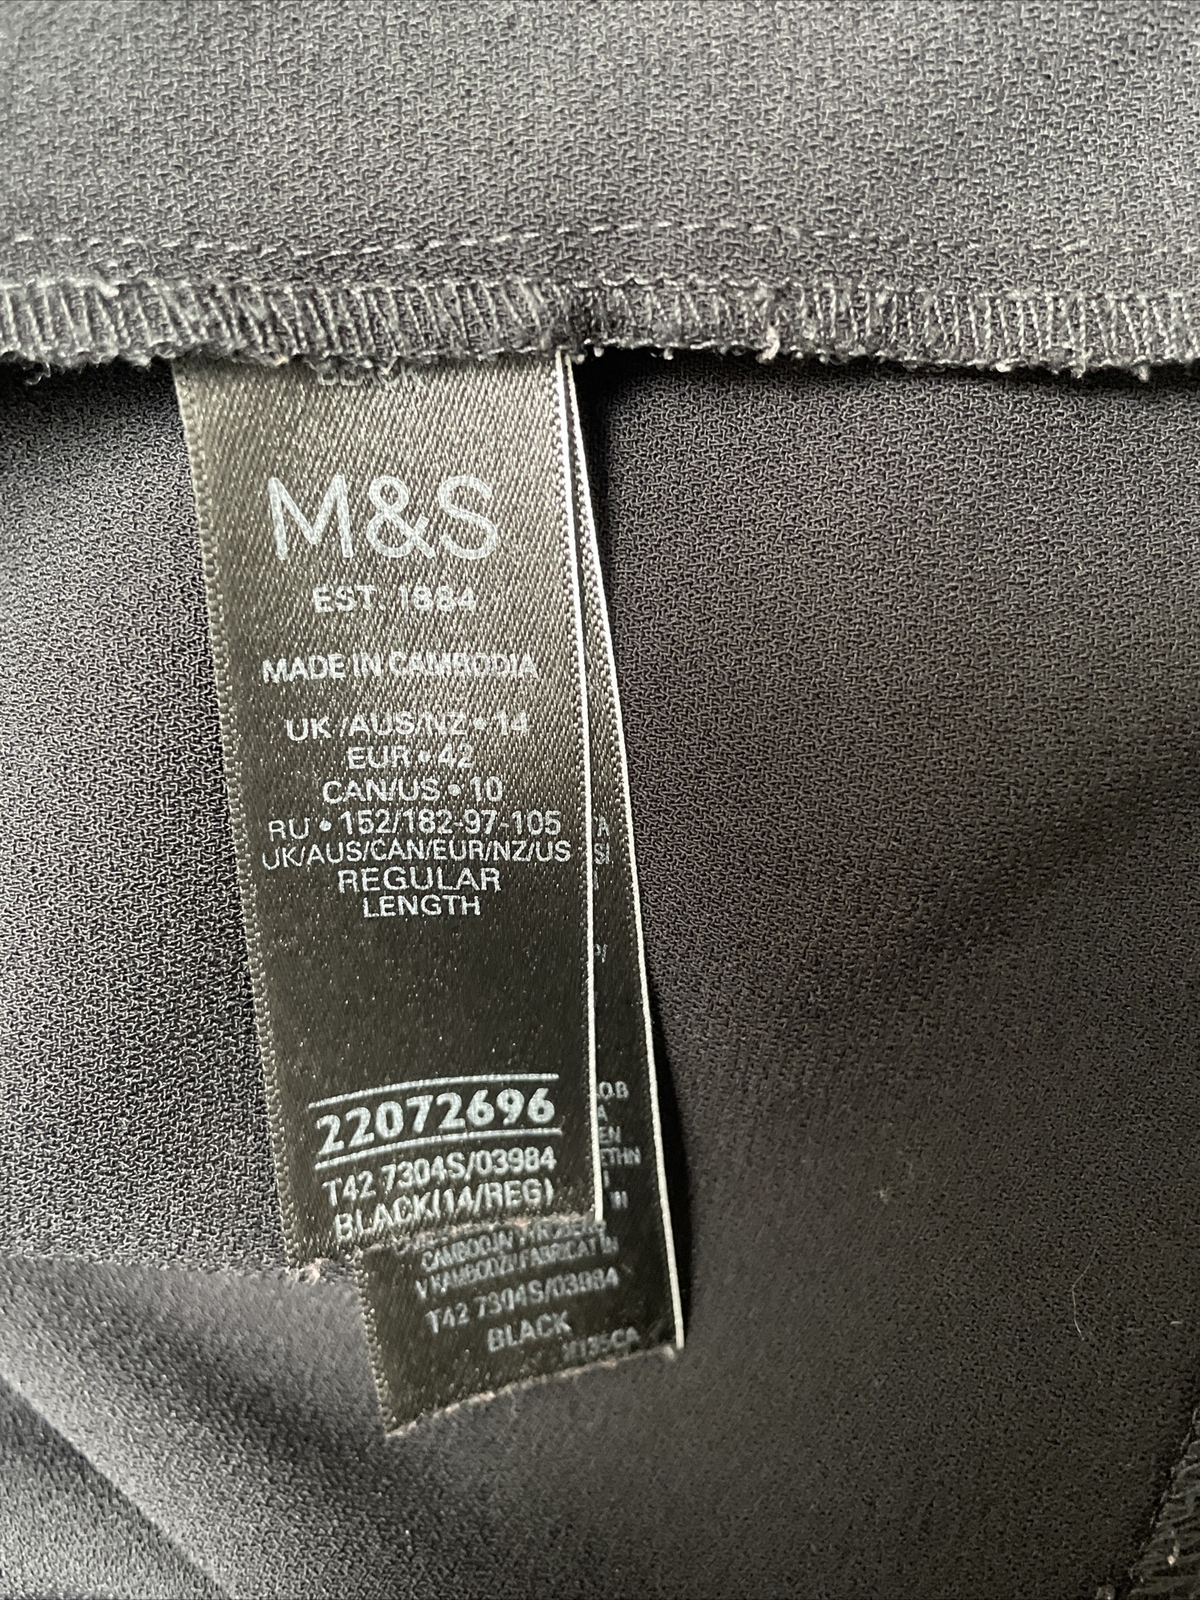 M&S
EST. 1884
MADE IN CAMBODIA
UK/AUS/NZ • 14
EUR • 42
CAN/US • 10
RU • 152/182-97-105
UK/AUS/CAN/EUR/NZ/US
REGULAR
LENGTH
22072696
T42 7304S/03984
BLACK(14/REG)
T42 7304S/03984
BLACK